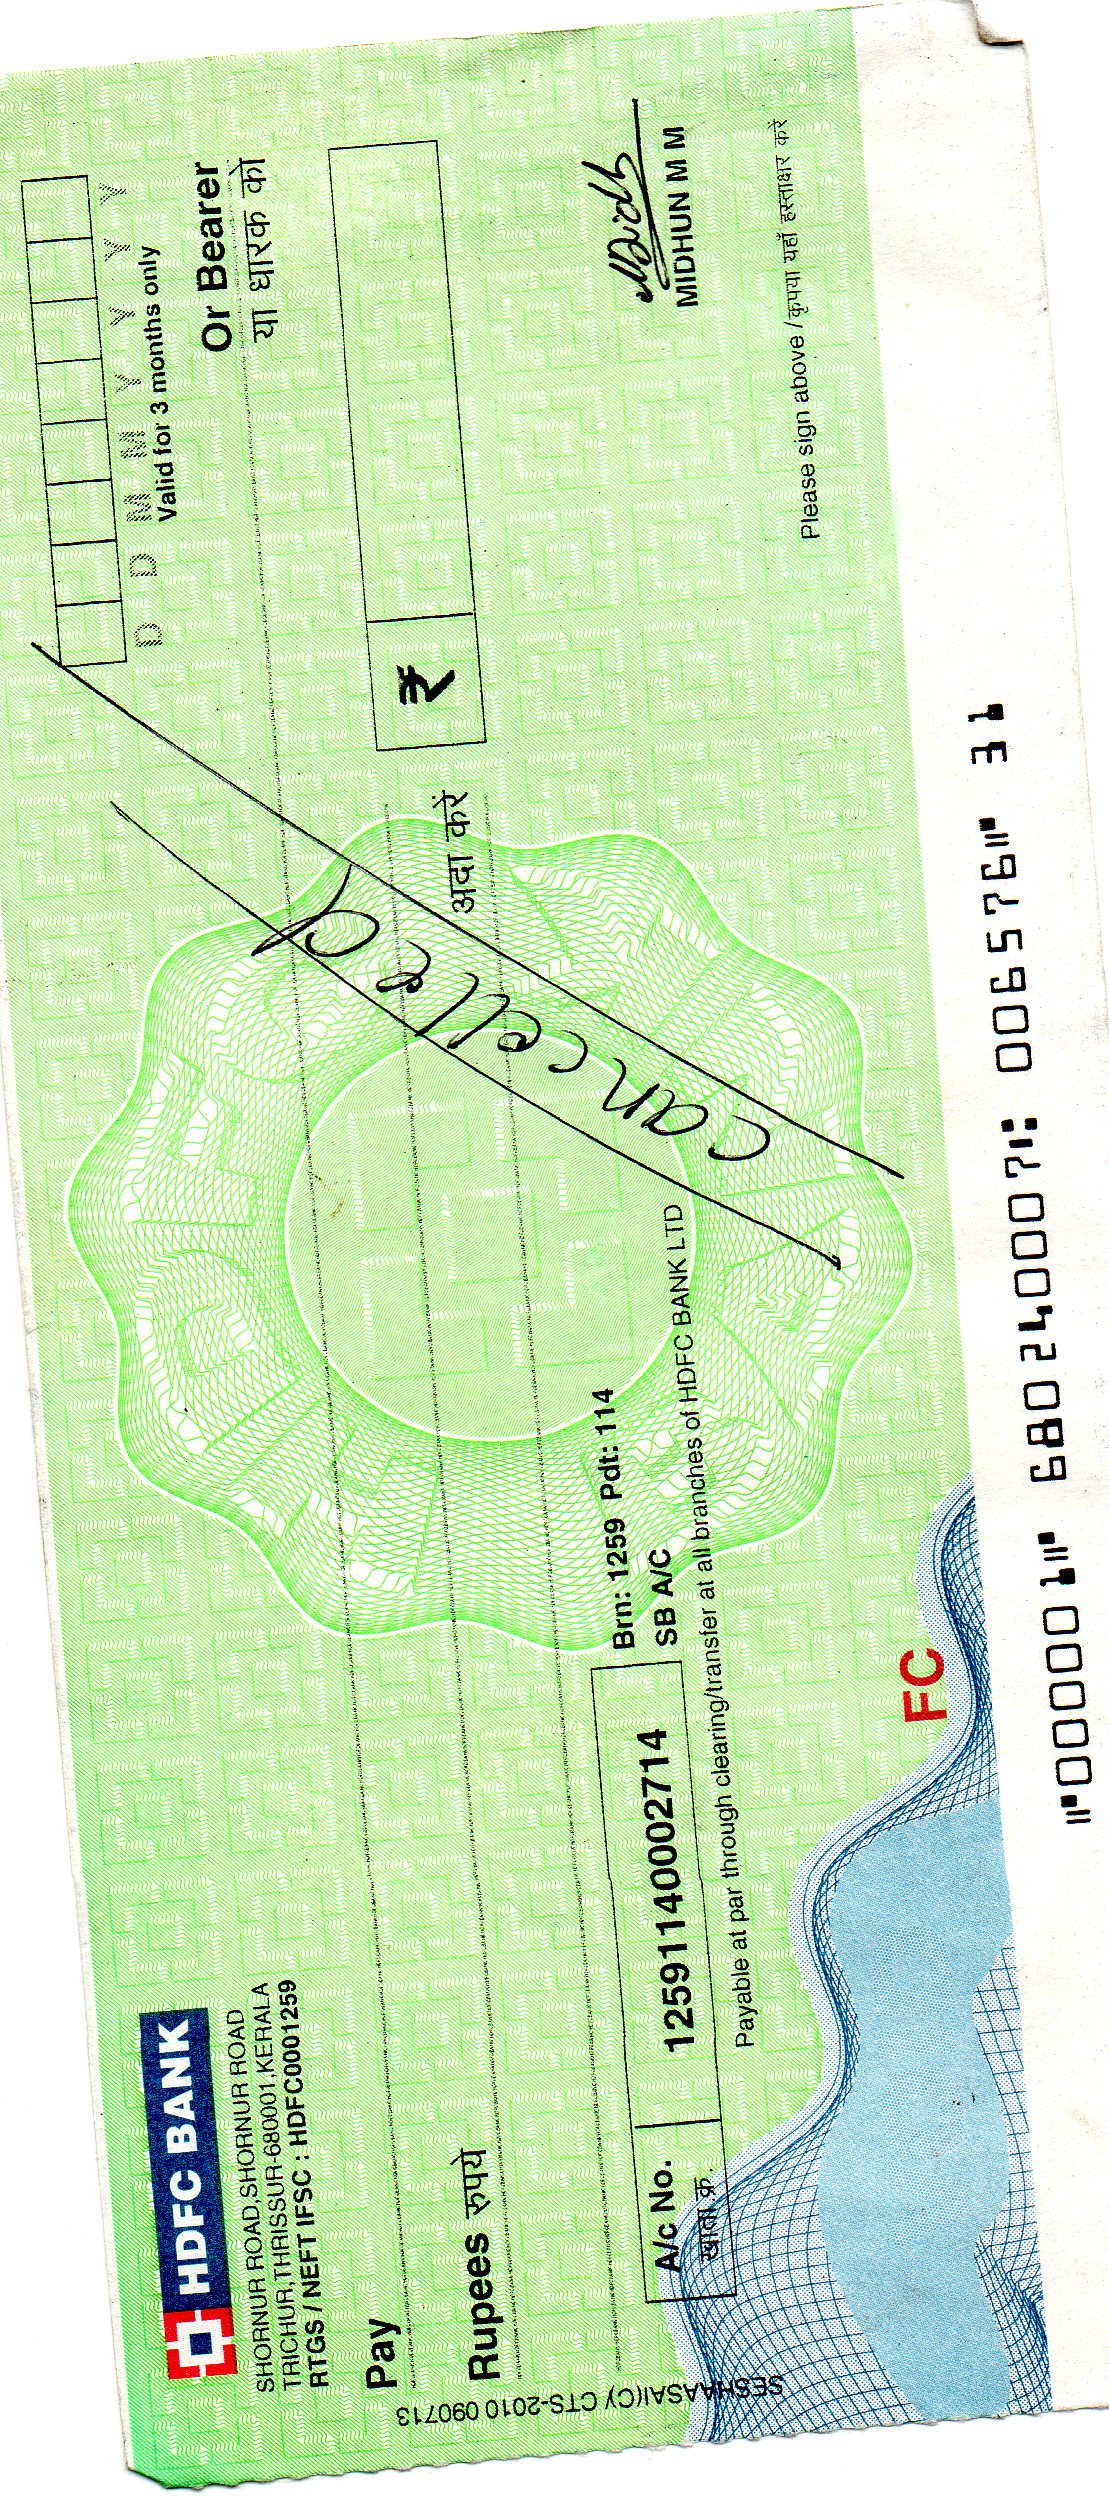 HDFC BANK
SHORNUR ROAD,SHORNUR ROAD
TRICHUR,THRISSUR-680001,KERALA
RTGS / NEFT IFSC : HDFC0001259
D D M M Y Y Y Y
Valid for 3 months only
Or Bearer
या धारक को
Pay
Rupees रुपये
अदा करें
₹
cancelled
A/c No.
खाता क्र.
12591140002714
Brn: 1259 Pdt: 114
SB A/C
Payable at par through clearing/transfer at all branches of HDFC BANK LTD
MIDHUN M M
Please sign above / कृपया यहाँ हस्ताक्षर करें
SESHAASAI(C) CTS-2010 090713
FC
⑈000001⑈ 680240007⑆ 006576⑈ 31